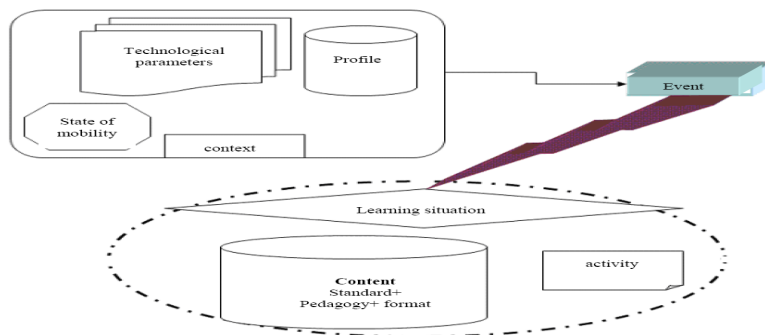 Technological
parameters
Profile
Event
State of
mobility
context
Learning situation
Content
Standard+
Pedagogy+ format
activity